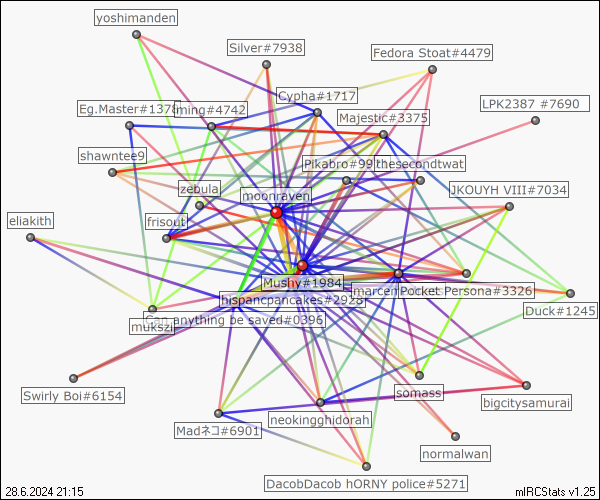 yoshimanden
Silver#7938
Fedora Stoat#4479
Cypha#1717
LPK2387 #7690
Eg.Master#1378
ming#4742
Majestic#3375
shawntee9
Pikabro#99
thesecondtwat
zebula
moonraven
JKOUYH VIII#7034
eliakith
frisout
Mushy#1984
hispanicpancakes#2928
marcen
Pocket Persona#3326
Duck#1245
Can anything be saved#0396
mukszi
Swirly Boi#6154
somass
bigcitysamurai
Madネコ#6901
neokingghidorah
normalwan
DacobDacob hORNY police#5271
28.6.2024 21:15
mIRCStats v1.25